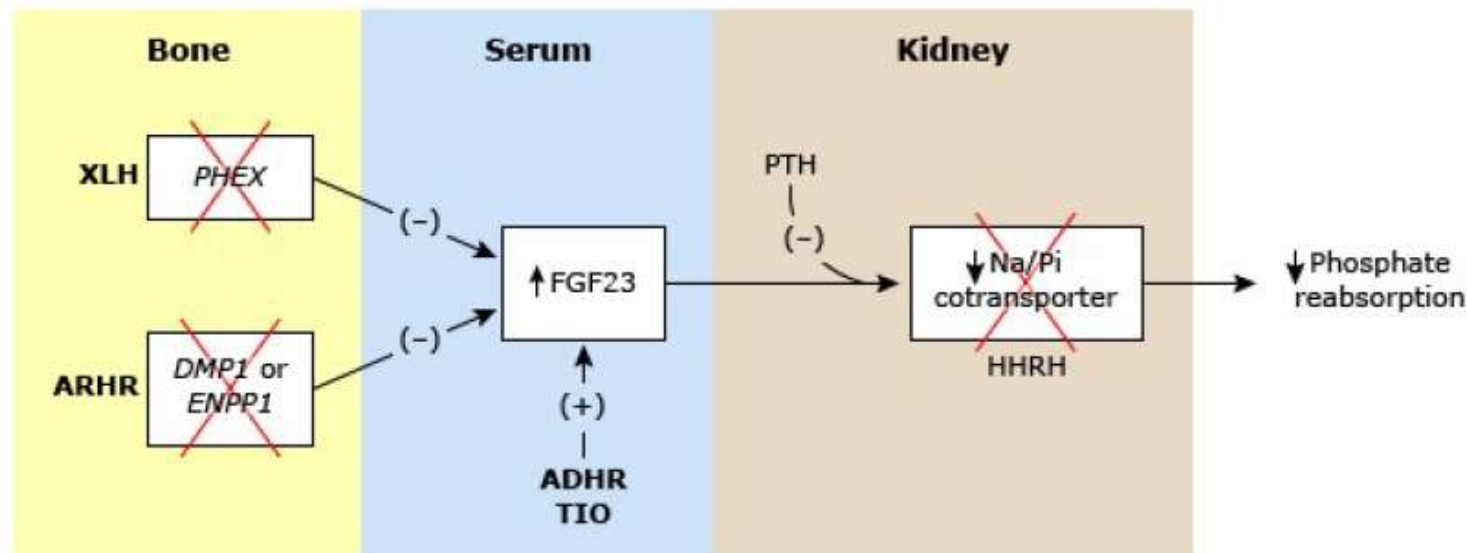 Bone
Serum
Kidney
XLH
PHEX
(–)
PTH
(–)
↑ FGF23
↓ Na/Pi
cotransporter
HHRH
↓ Phosphate
reabsorption
ARHR
DMP1 or
ENPP1
(–)
(+)
ADHR
TIO